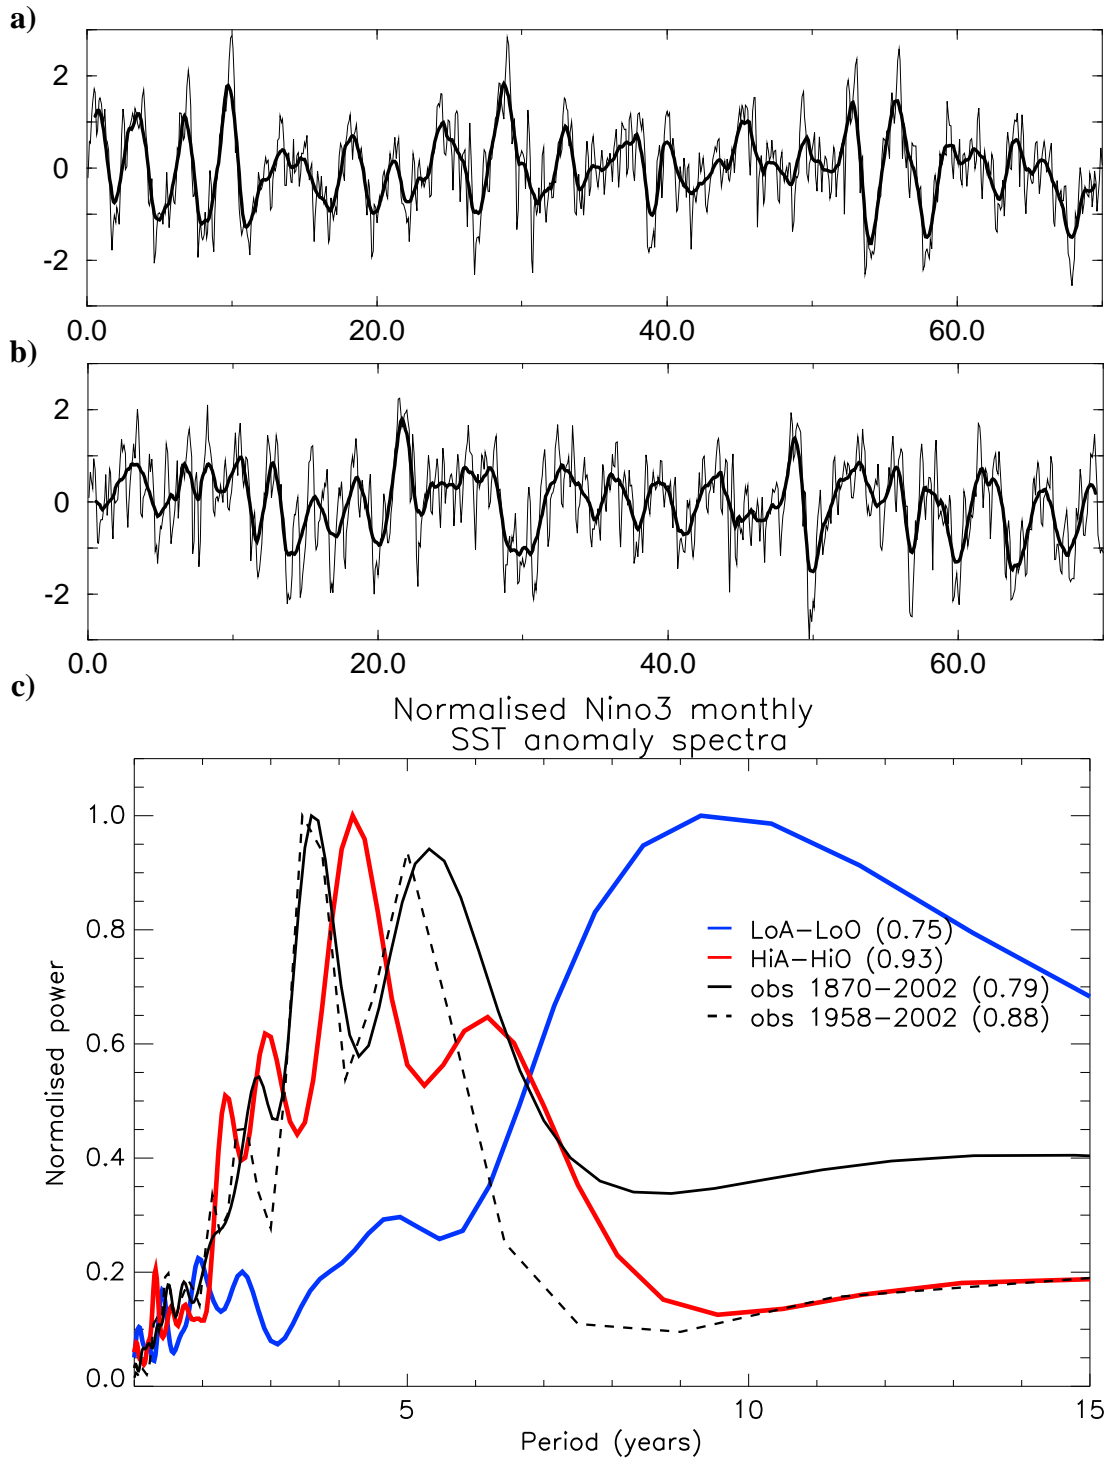 a)
2
0
-2
0.0 20.0 40.0 60.0
b)
2
0
-2
0.0 20.0 40.0 60.0
c)
Normalised Nino3 monthly
SST anomaly spectra
1.0
0.8
0.6
0.4
0.2
0.0
Normalised power
LoA-LoO (0.75)
HiA-HiO (0.93)
obs 1870-2002 (0.79)
obs 1958-2002 (0.88)
5 10 15
Period (years)